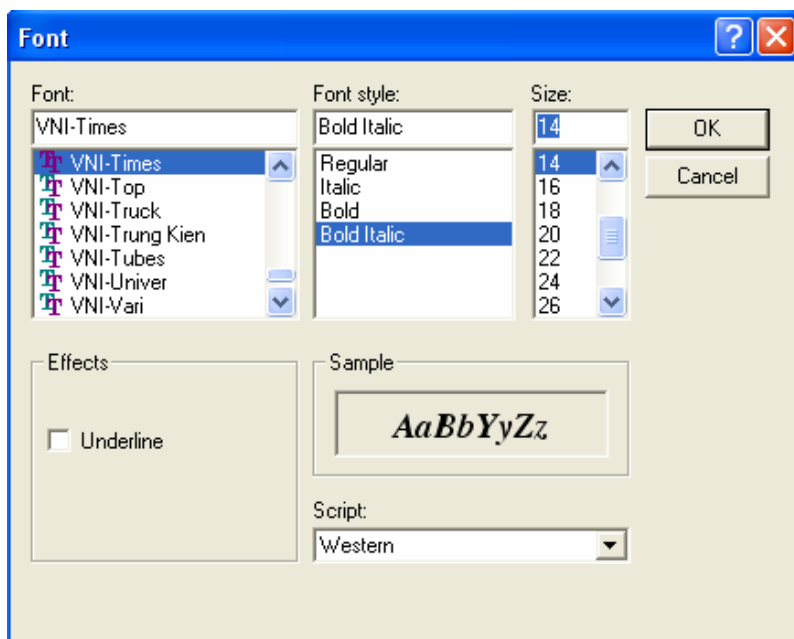 Font
Font:
VNI-Times
VNI-Times
VNI-Top
VNI-Truck
VNI-Trung Kien
VNI-Tubes
VNI-Univer
VNI-Vari
Font style:
Bold Italic
Regular
Italic
Bold
Bold Italic
Size:
14
14
16
18
20
22
24
26
OK
Cancel
Effects
Underline
Sample
AaBbYyZz
Script:
Western